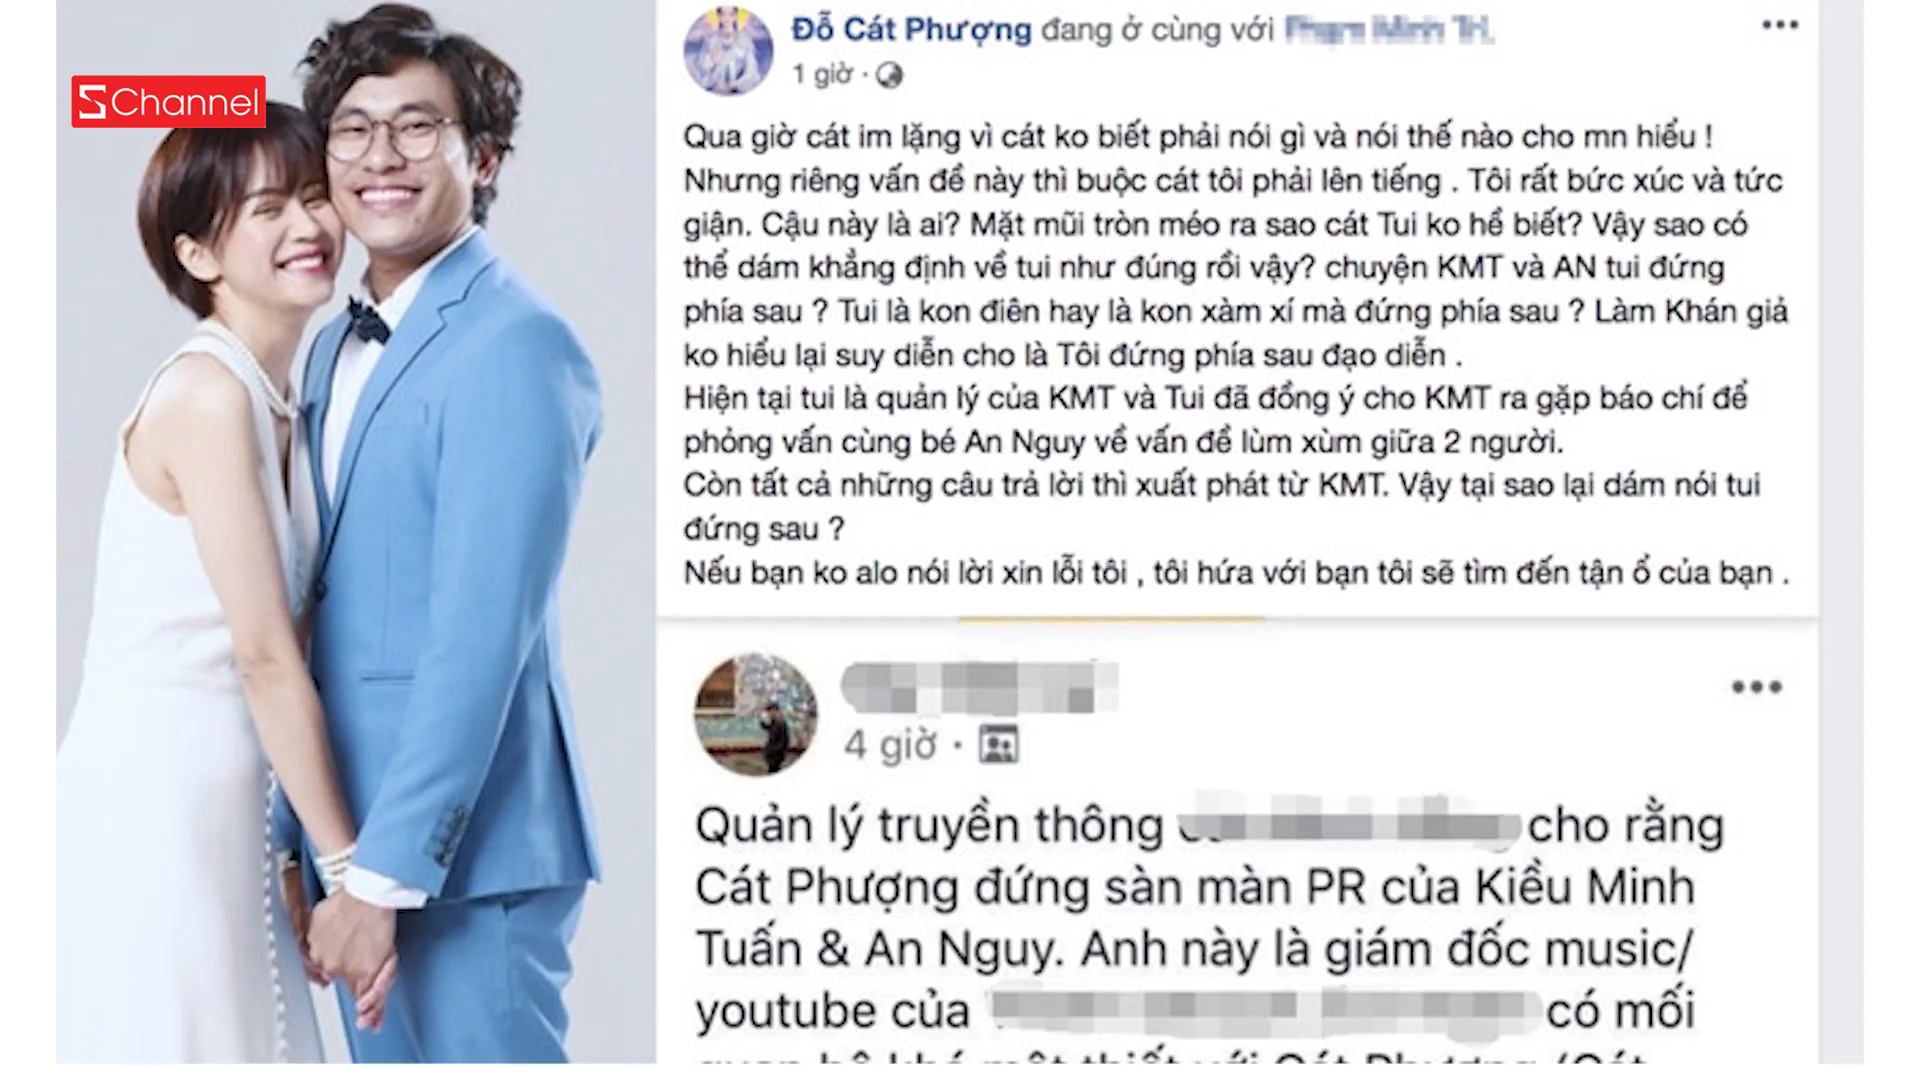 S Channel
Đỗ Cát Phượng đang ở cùng với
1 giờ ·
Qua giờ cát im lặng vì cát ko biết phải nói gì và nói thế nào cho mn hiểu !
Nhưng riêng vấn đề này thì buộc cát tôi phải lên tiếng . Tôi rất bức xúc và tức
giận. Cậu này là ai? Mặt mũi tròn méo ra sao cát Tui ko hề biết? Vậy sao có
thể dám khẳng định về tui như đúng rồi vậy? chuyện KMT và AN tui đứng
phía sau ? Tui là kon điên hay là kon xàm xí mà đứng phía sau ? Làm Khán giả
ko hiểu lại suy diễn cho là Tôi đứng phía sau đạo diễn .
Hiện tại tui là quản lý của KMT và Tui đã đồng ý cho KMT ra gặp báo chí để
phỏng vấn cùng bé An Nguy về vấn đề lùm xùm giữa 2 người.
Còn tất cả những câu trả lời thì xuất phát từ KMT. Vậy tại sao lại dám nói tui
đứng sau ?
Nếu bạn ko alo nói lời xin lỗi tôi , tôi hứa với bạn tôi sẽ tìm đến tận ổ của bạn .
4 giờ ·
Quản lý truyền thông cho rằng
Cát Phượng đứng sàn màn PR của Kiều Minh
Tuấn & An Nguy. Anh này là giám đốc music/
youtube của có mối